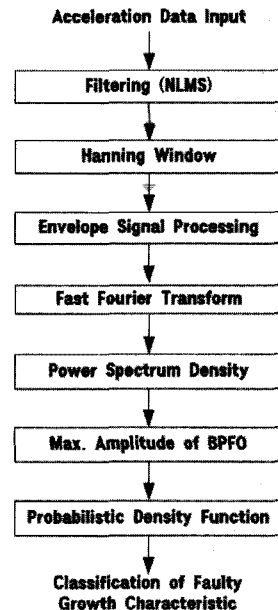 Acceleration Data Input
Filtering (NLMS)
Hanning Window
Envelope Signal Processing
Fast Fourier Transform
Power Spectrum Density
Max. Amplitude of BPFO
Probabilistic Density Function
Classification of Faulty
Growth Characteristic